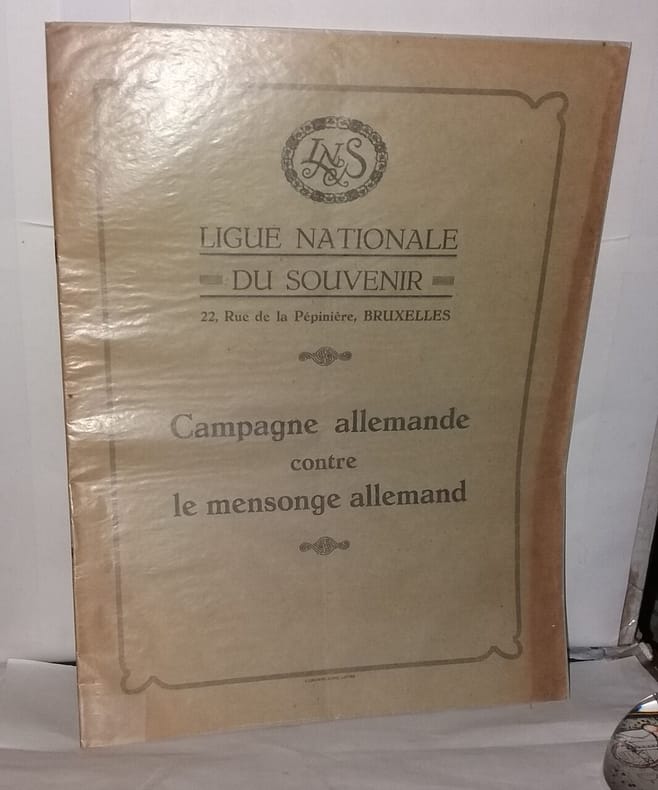 LNS
LIGUE NATIONALE
DU SOUVENIR
22, Rue de la Pépinière, BRUXELLES
Campagne allemande
contre
le mensonge allemand